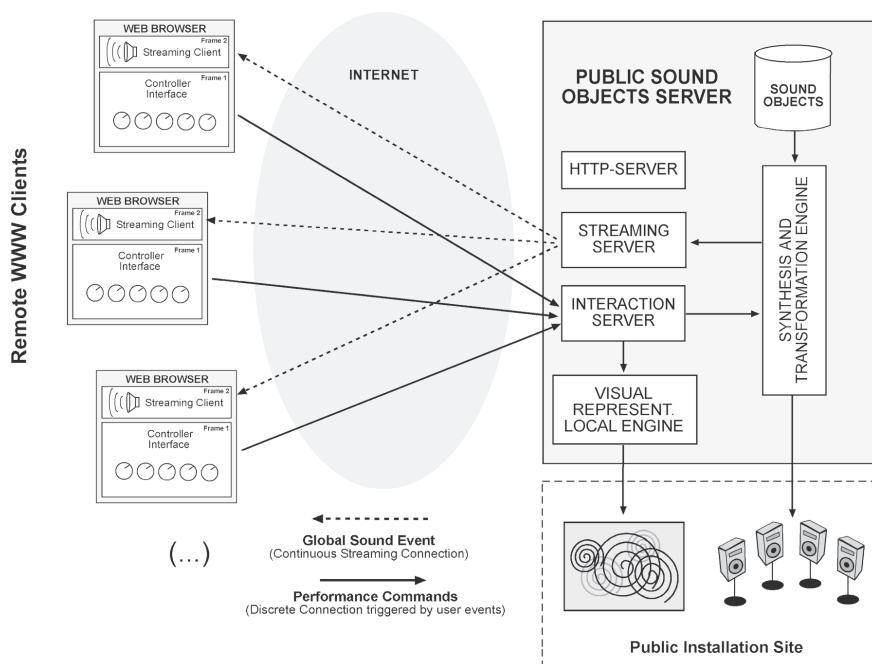 Remote WWW Clients
WEB BROWSER
Frame 2
Streaming Client
Frame 1
Controller
Interface
WEB BROWSER
Frame 2
Streaming Client
Frame 1
Controller
Interface
WEB BROWSER
Frame 2
Streaming Client
Frame 1
Controller
Interface
(...)
INTERNET
Global Sound Event
(Continuous Streaming Connection)
Performance Commands
(Discrete Connection triggered by user events)
PUBLIC SOUND
OBJECTS SERVER
SOUND
OBJECTS
HTTP-SERVER
STREAMING
SERVER
INTERACTION
SERVER
VISUAL
REPRESENT.
LOCAL ENGINE
SYNTHESIS AND
TRANSFORMATION ENGINE
Public Installation Site